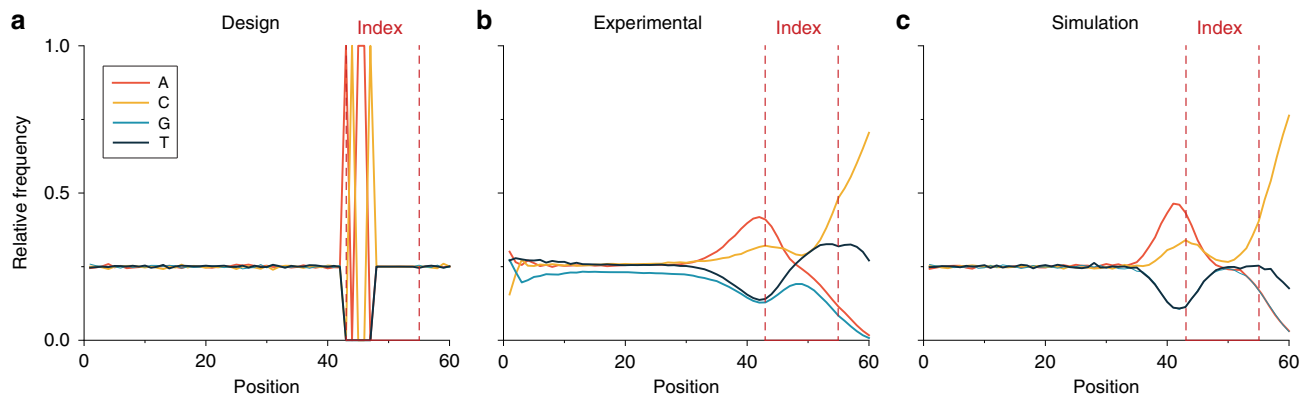 a Design Index
b Experimental Index
c Simulation Index
A
C
G
T
Relative frequency
1.0
0.5
0.0
0 20 40 60
Position
0 20 40 60
Position
0 20 40 60
Position